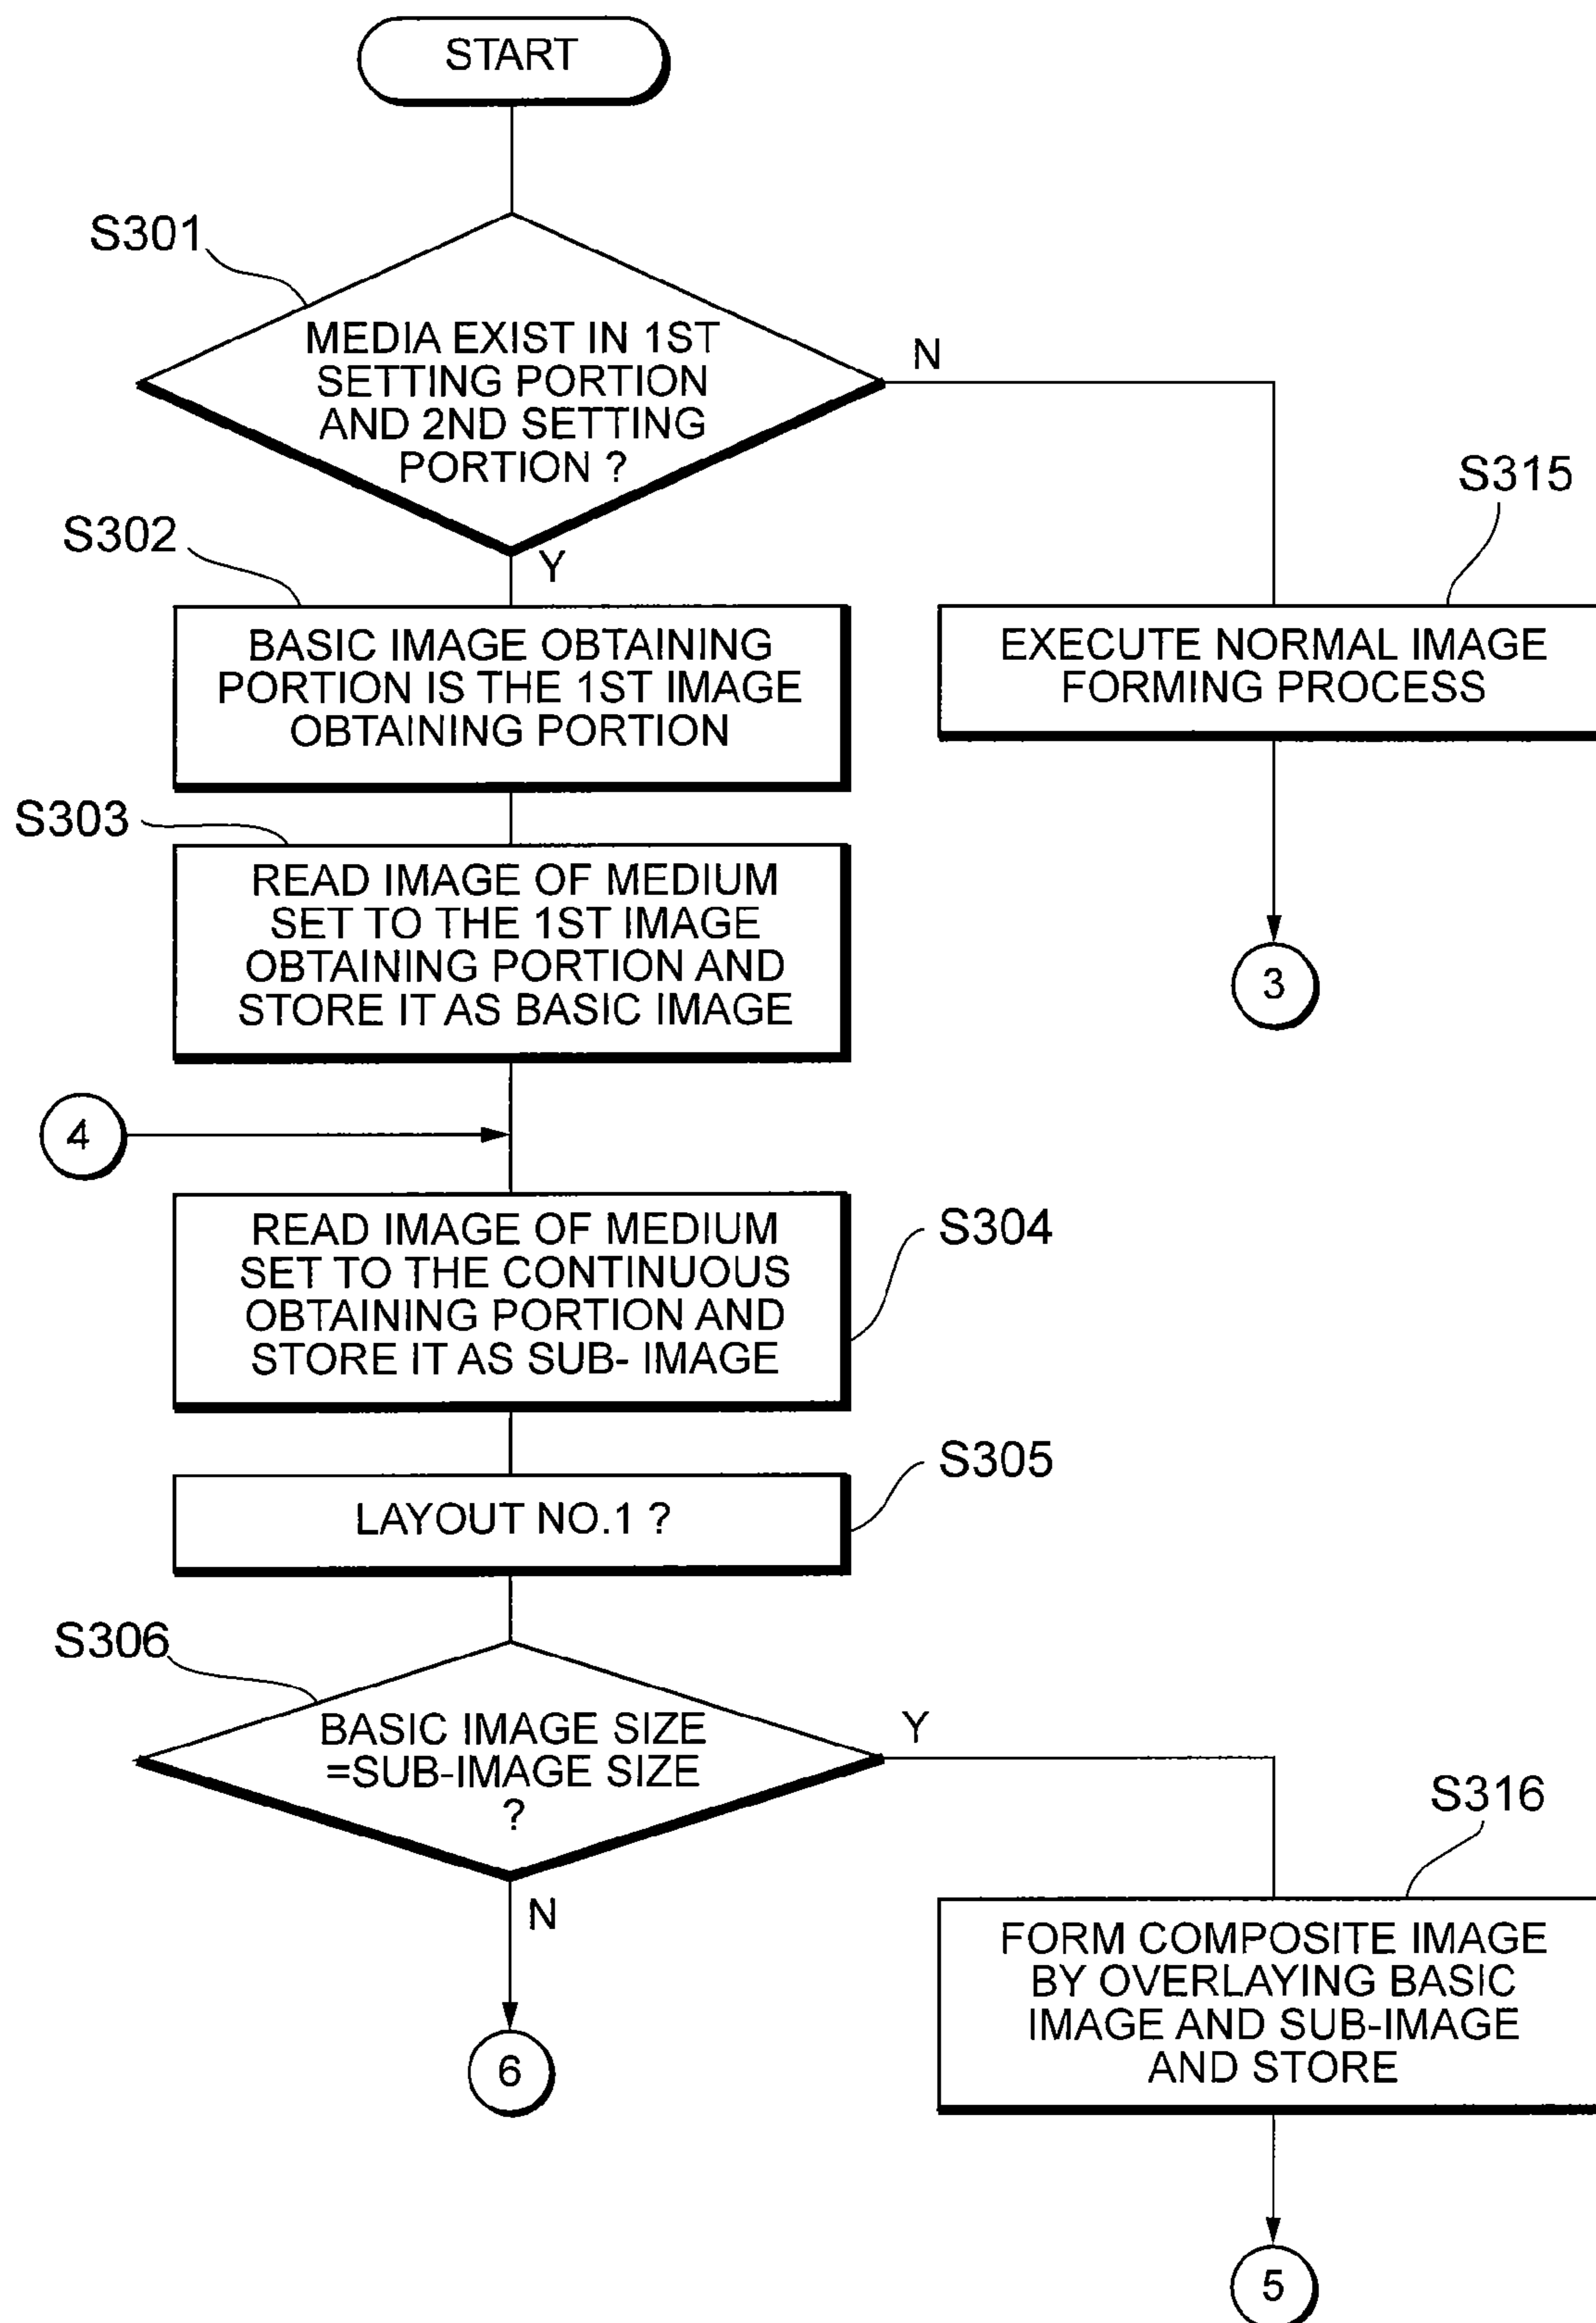 START
S301
MEDIA EXIST IN 1ST
SETTING PORTION
AND 2ND SETTING
PORTION ?
N
Y
S315
EXECUTE NORMAL IMAGE
FORMING PROCESS
3
S302
BASIC IMAGE OBTAINING
PORTION IS THE 1ST IMAGE
OBTAINING PORTION
S303
READ IMAGE OF MEDIUM
SET TO THE 1ST IMAGE
OBTAINING PORTION AND
STORE IT AS BASIC IMAGE
4
READ IMAGE OF MEDIUM
SET TO THE CONTINUOUS
OBTAINING PORTION AND
STORE IT AS SUB- IMAGE
S304
LAYOUT NO.1 ?
S305
S306
BASIC IMAGE SIZE
=SUB-IMAGE SIZE
?
Y
N
6
S316
FORM COMPOSITE IMAGE
BY OVERLAYING BASIC
IMAGE AND SUB-IMAGE
AND STORE
5